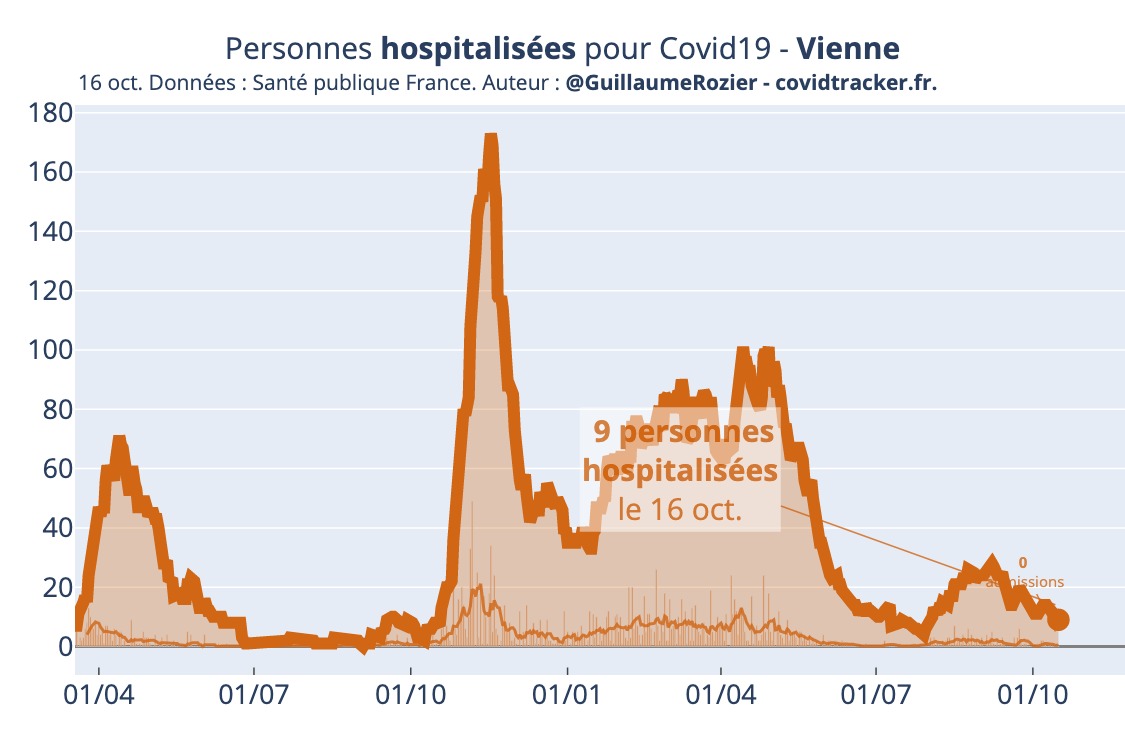 Personnes hospitalisées pour Covid19 - Vienne
16 oct. Données : Santé publique France. Auteur : @GuillaumeRozier - covidtracker.fr.
180
160
140
120
100
80
60
40
20
0
9 personnes
hospitalisées
le 16 oct.
0
admissions
01/04 01/07 01/10 01/01 01/04 01/07 01/10